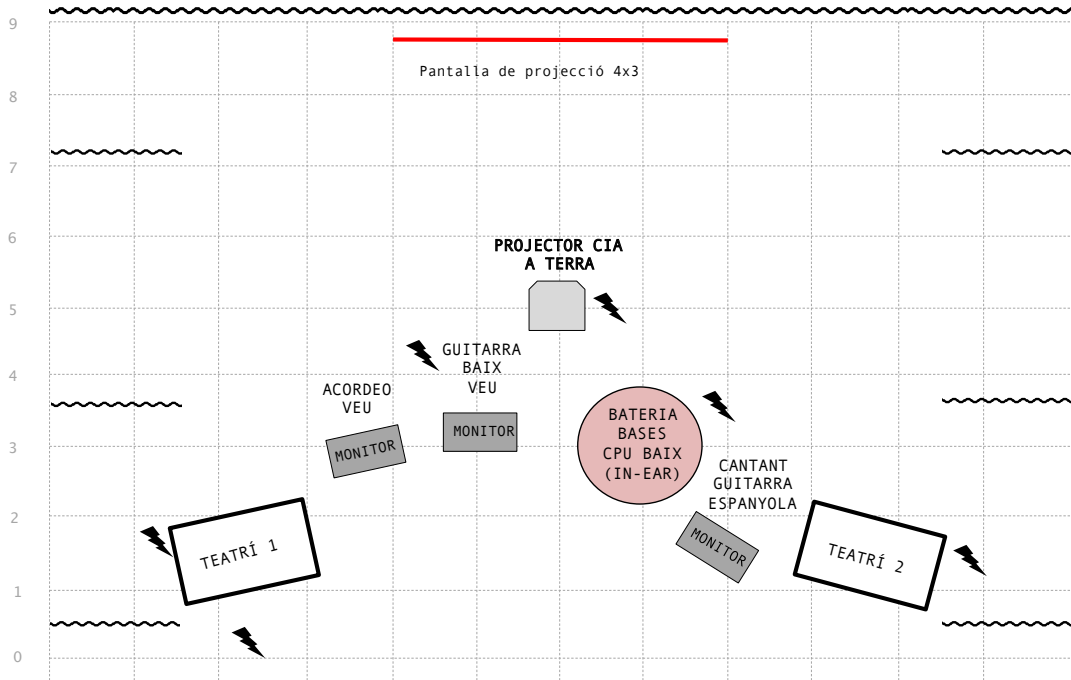 9
Pantalla de projecció 4x3
8
7
6
PROJECTOR CIA
A TERRA
5
GUITARRA
BAIX
VEU
4
ACORDEO
VEU
MONITOR
MONITOR
BATERIA
BASES
CPU BAIX
(IN-EAR)
3
CANTANT
GUITARRA
ESPANYOLA
2
MONITOR
TEATRÍ 1
TEATRÍ 2
1
0